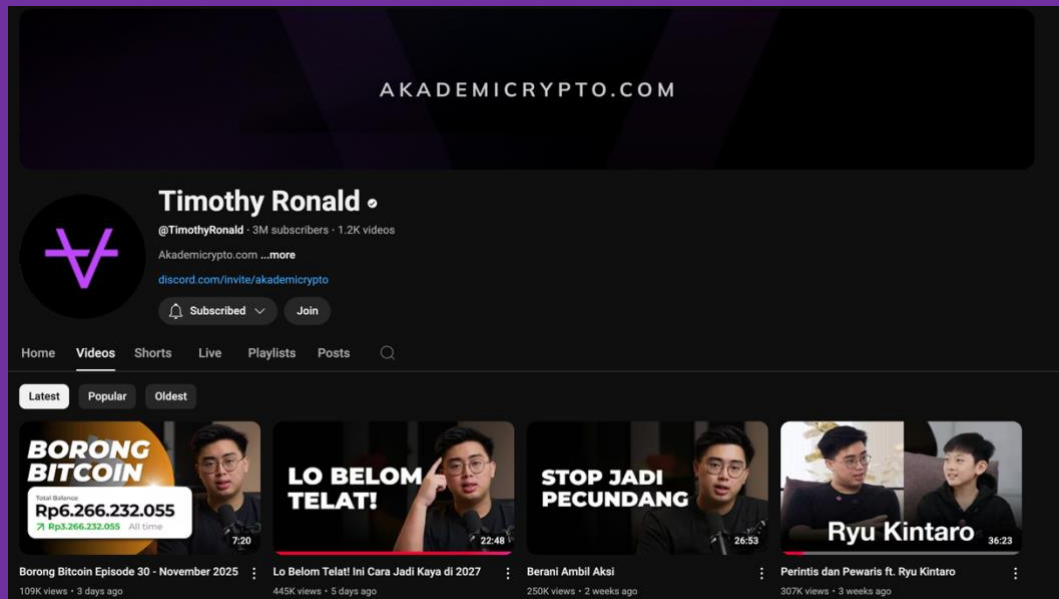 AKADEMICRYPTO.COM
Timothy Ronald
@TimothyRonald · 3M subscribers · 1.2K videos
Akademicrypto.com ...more
discord.com/invite/akademicrypto
Subscribed
Join
Home Videos Shorts Live Playlists Posts
Latest Popular Oldest
BORONG
BITCOIN
Total Balance
Rp6.266.232.055
Rp3.266.232.055 All time
7:20
LO BELOM
TELAT!
22:48
STOP JADI
PECUNDANG
26:53
Ryu Kintaro
36:23
Borong Bitcoin Episode 30 - November 2025
109K views • 3 days ago
Lo Belom Telat! Ini Cara Jadi Kaya di 2027
445K views • 5 days ago
Berani Ambil Aksi
250K views • 2 weeks ago
Perintis dan Pewaris ft. Ryu Kintaro
307K views • 3 weeks ago